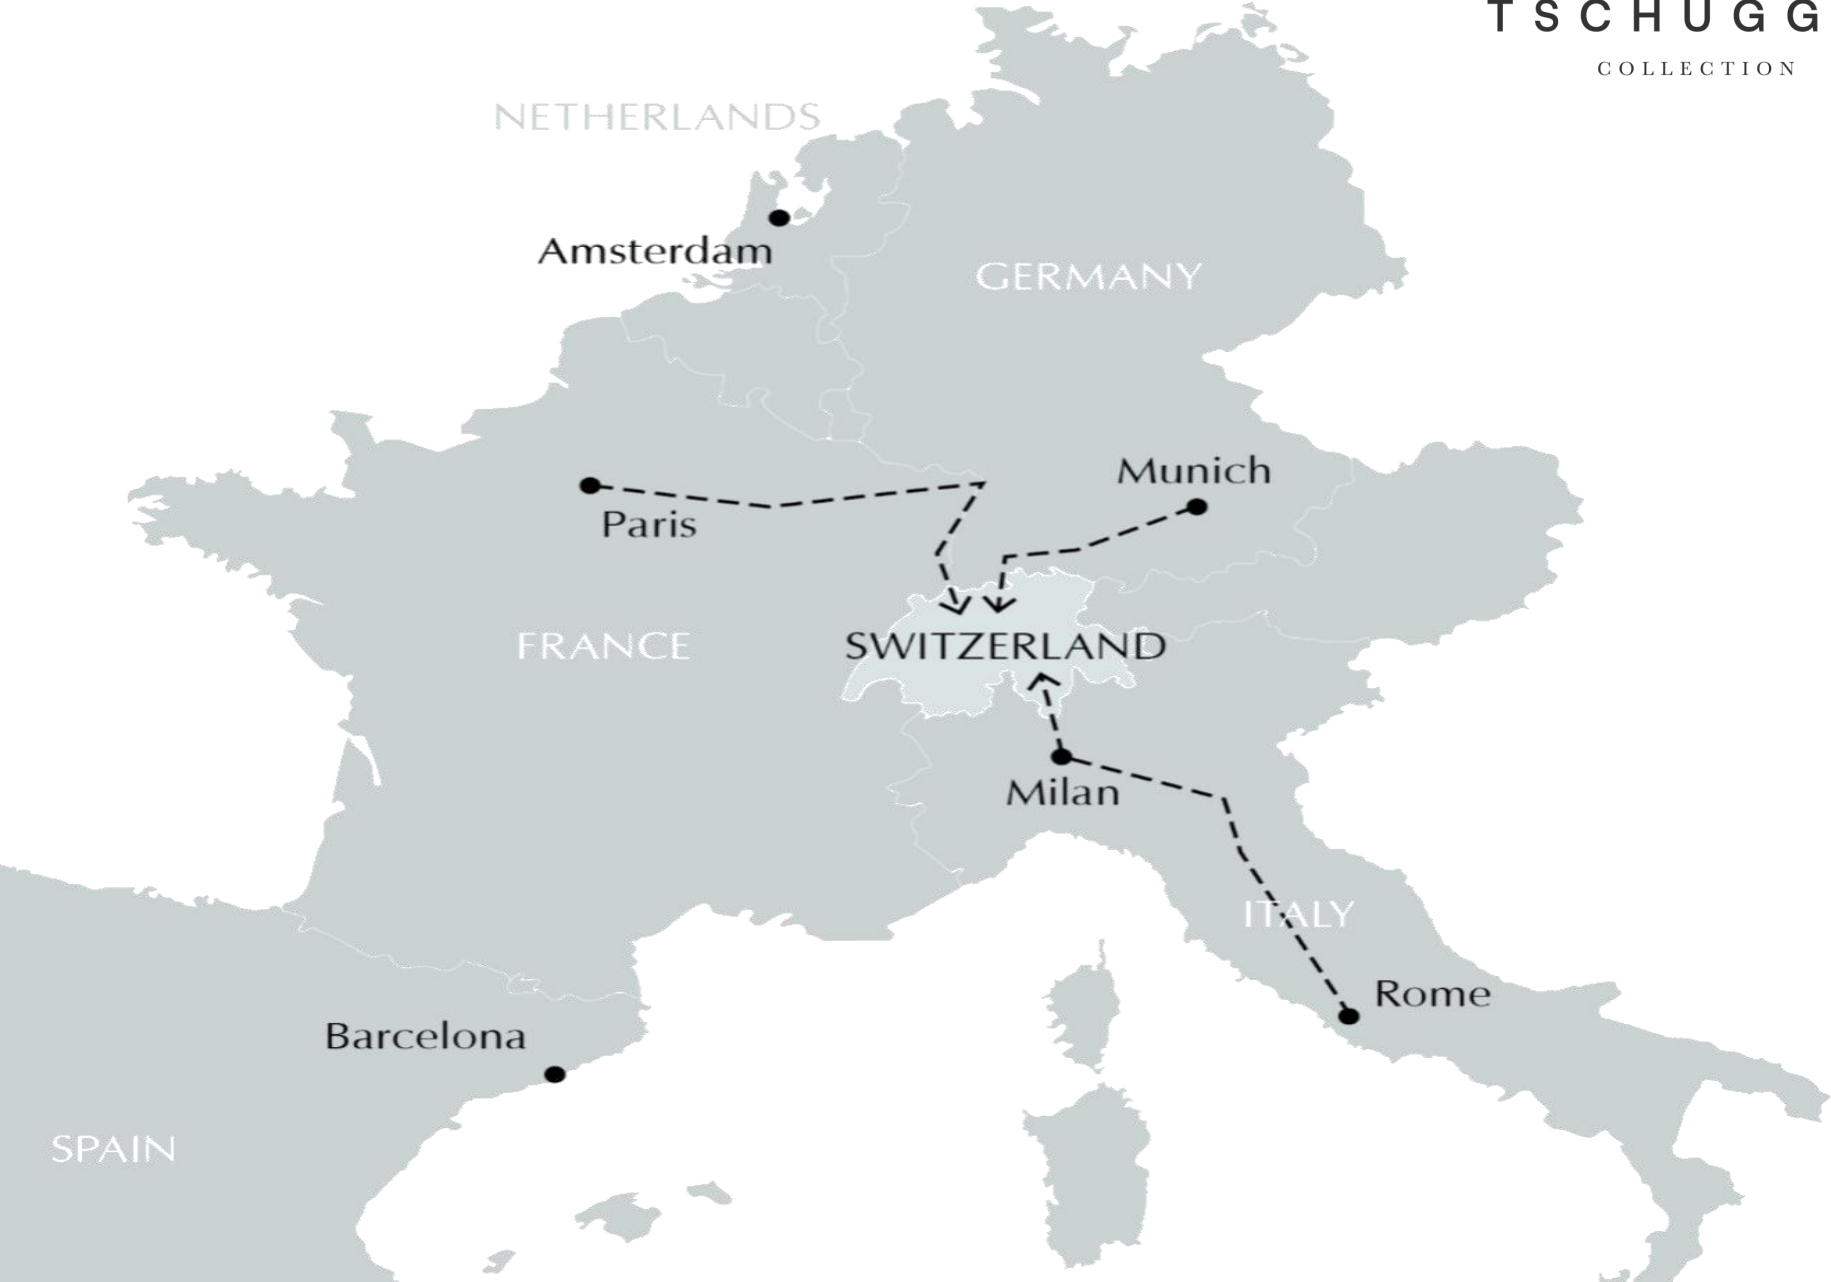 TSCHUGG
COLLECTION
NETHERLANDS
Amsterdam
GERMANY
Munich
Paris
FRANCE
SWITZERLAND
Milan
ITALY
Rome
Barcelona
SPAIN